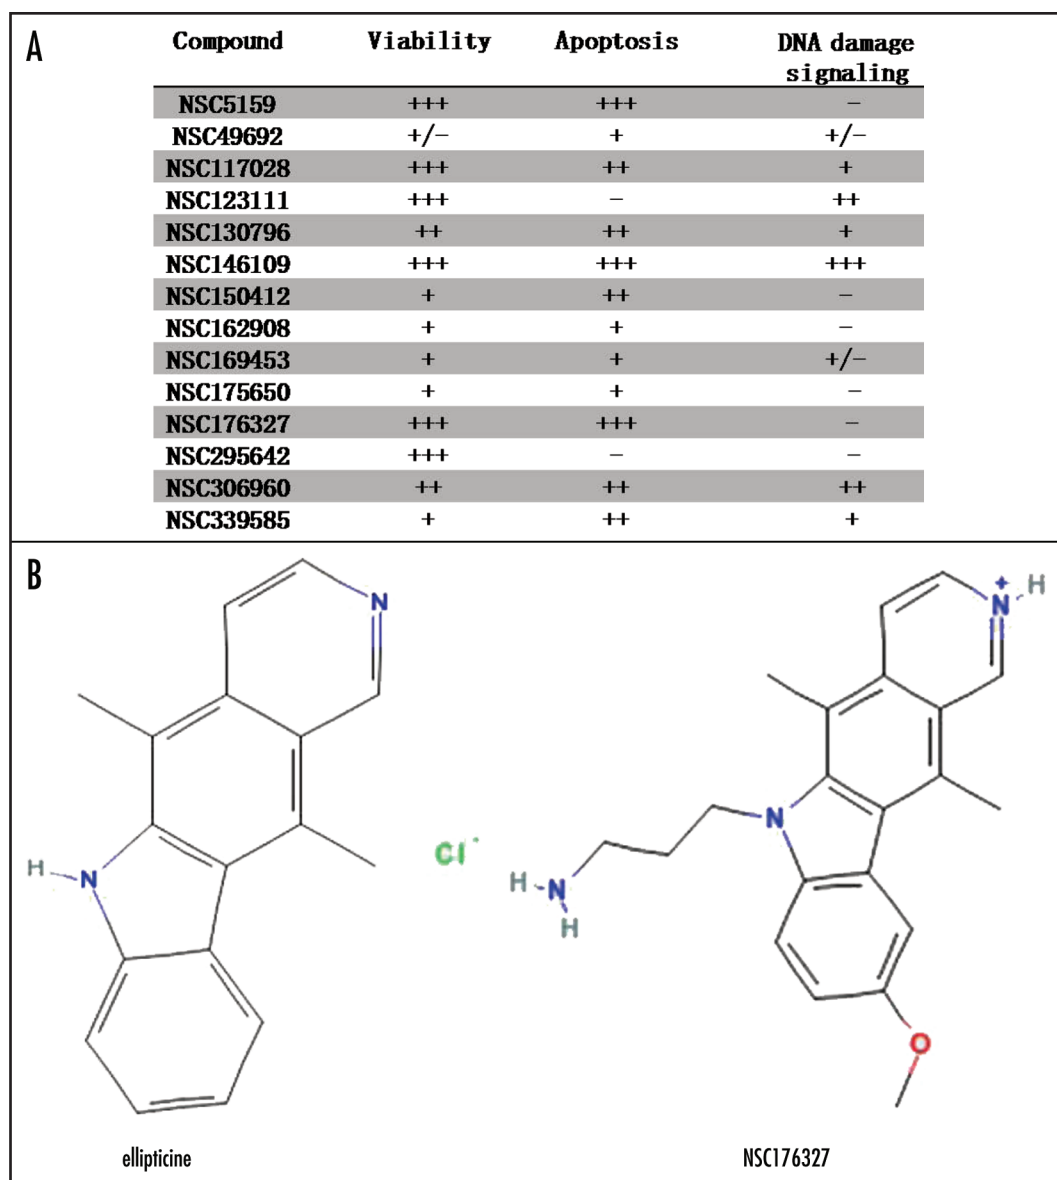 A
Compound Viability Apoptosis DNA damage
signaling
NSC5159 +++ +++ −
NSC49692 +/− + +/−
NSC117028 +++ ++ +
NSC123111 +++ − ++
NSC130796 ++ ++ +
NSC146109 +++ +++ +++
NSC150412 + ++ −
NSC162908 + + −
NSC169453 + + +/−
NSC175650 + + −
NSC176327 +++ +++ −
NSC295642 +++ − −
NSC306960 ++ ++ ++
NSC339585 + ++ +
B
N
H N
Cl-
N + H
N
H N
H
O
ellipticine NSC176327